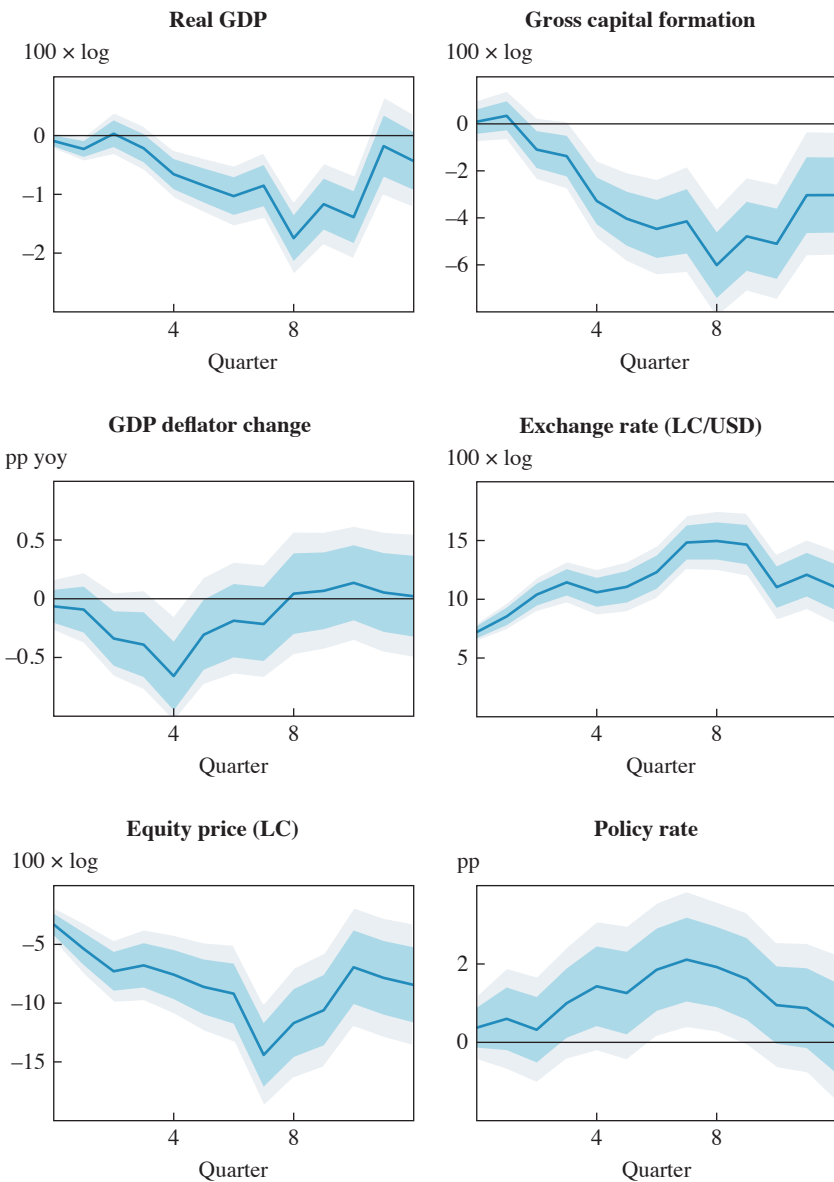 Real GDP
100 × log
0
–1
–2
4
8
Quarter
Gross capital formation
100 × log
0
–2
–4
–6
4
8
Quarter
GDP deflator change
pp yoy
0.5
0
–0.5
4
8
Quarter
Exchange rate (LC/USD)
100 × log
15
10
5
4
8
Quarter
Equity price (LC)
100 × log
–5
–10
–15
4
8
Quarter
Policy rate
pp
2
0
4
8
Quarter